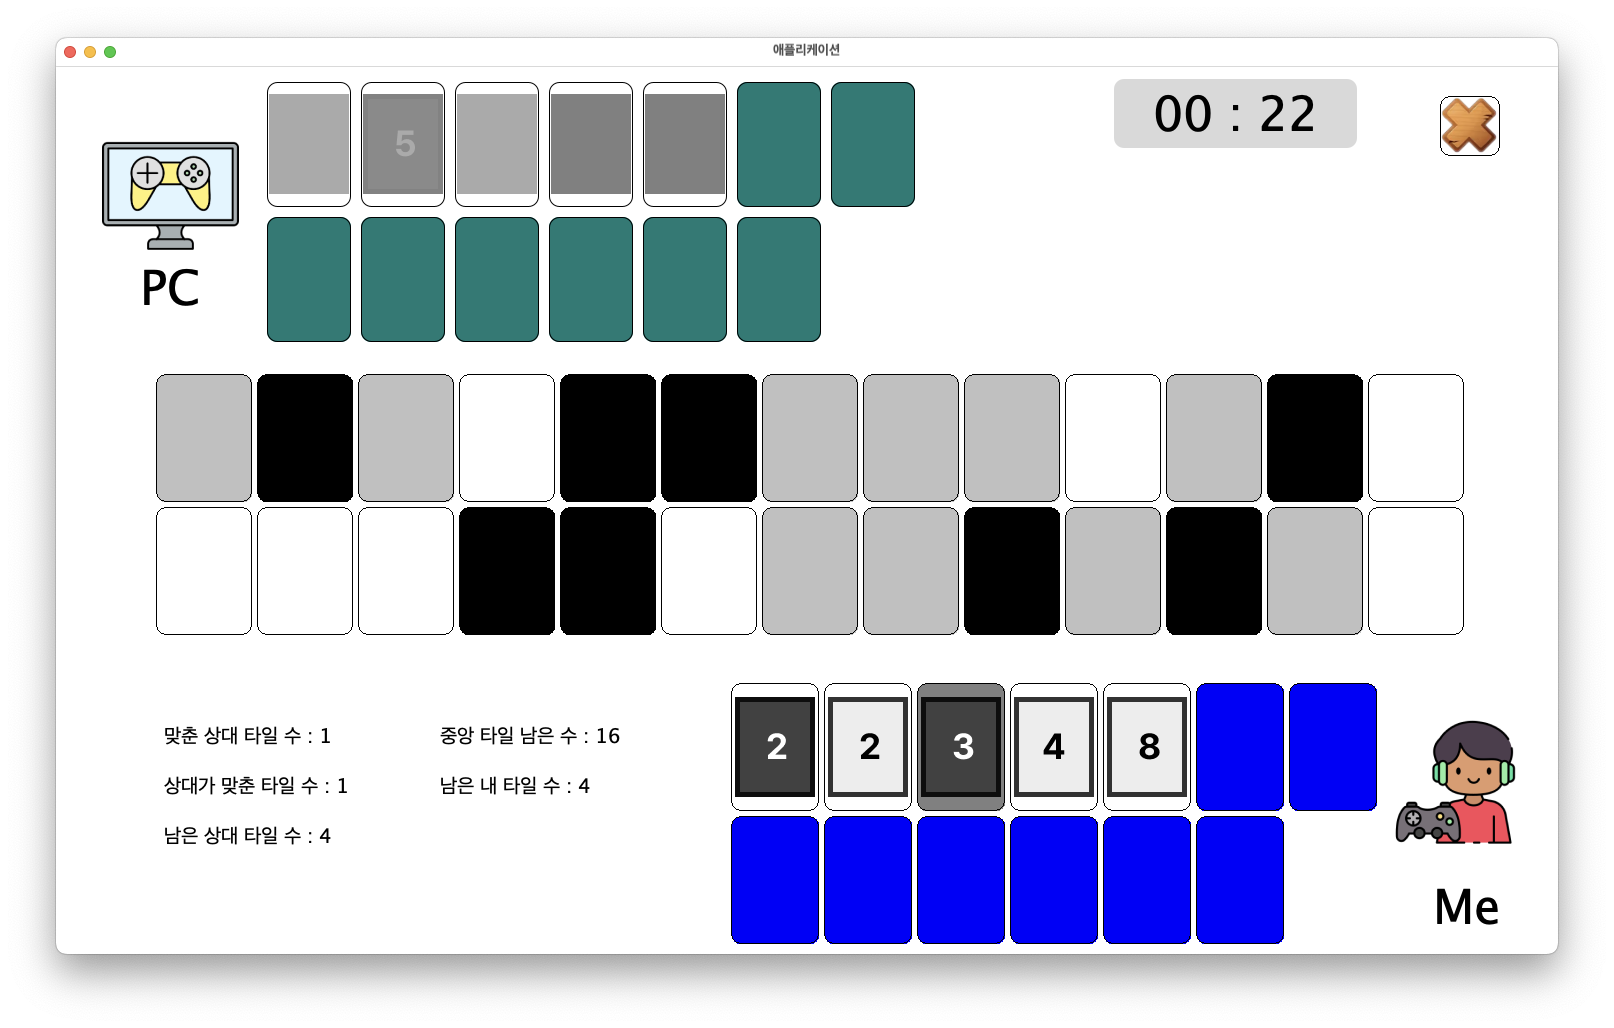 애플리케이션
5
00 : 22
PC
2 2 3 4 8
맞춘 상대 타일 수 : 1
중앙 타일 남은 수 : 16
상대가 맞춘 타일 수 : 1
남은 내 타일 수 : 4
남은 상대 타일 수 : 4
Me